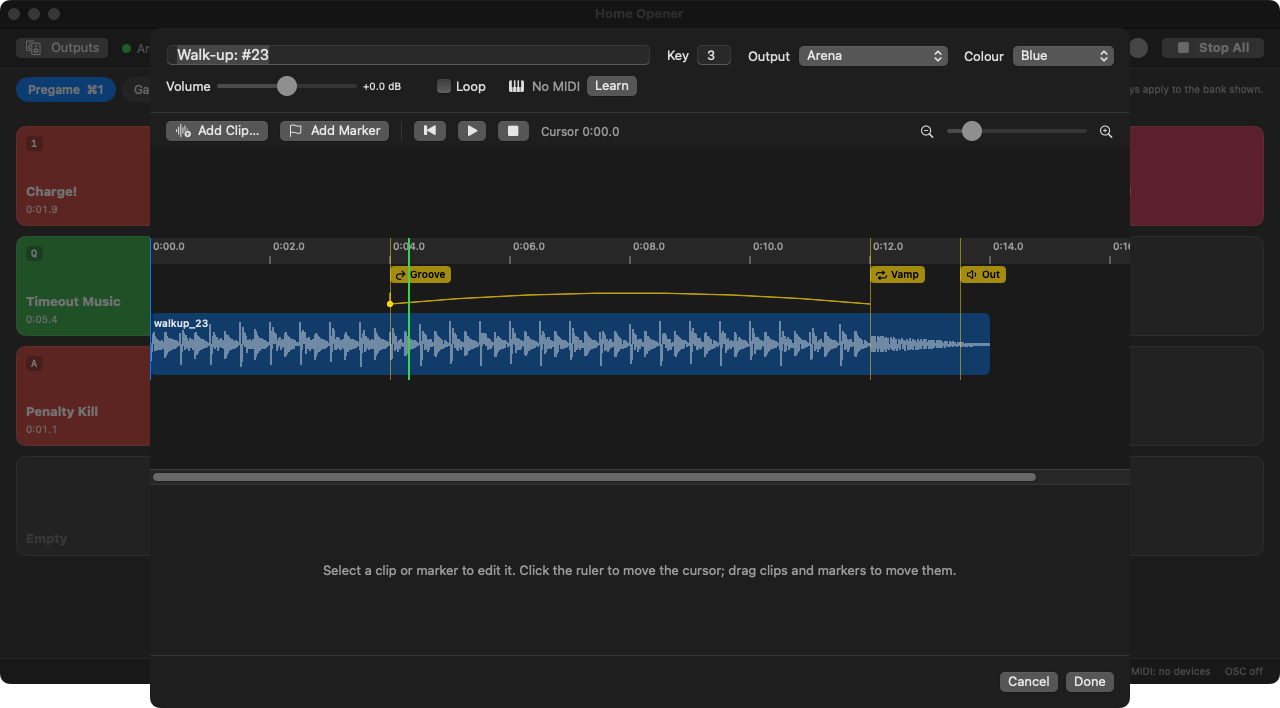 Home Opener
Outputs
Walk-up: #23
Key 3 Output Arena Colour Blue
Stop All
Volume +0.0 dB Loop No MIDI Learn
Pregame ⌘1
apply to the bank shown.
Add Clip... Add Marker Cursor 0:00.0
1
Charge!
0:01.9
0:00.0 0:02.0 0:04.0 0:06.0 0:08.0 0:10.0 0:12.0 0:14.0
Q
Groove Vamp Out
Timeout Music
0:05.4
walkup_23
A
Penalty Kill
0:01.1
Empty
Select a clip or marker to edit it. Click the ruler to move the cursor; drag clips and markers to move them.
MIDI: no devices OSC off
Cancel Done